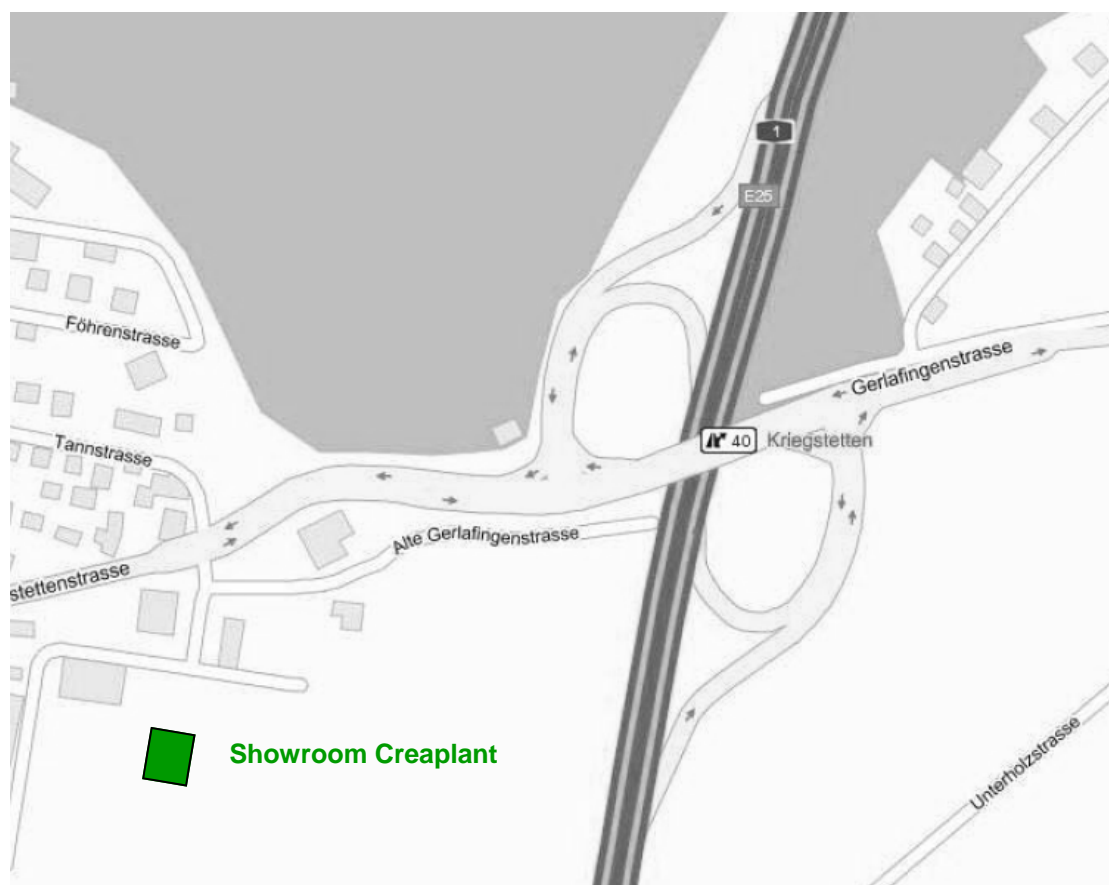 1
E25
Föhrenstrasse
Gerlafingenstrasse
40 Kriegstetten
Tannstrasse
Alte Gerlafingenstrasse
stettenstrasse
Showroom Creaplant
Unterholzstrasse